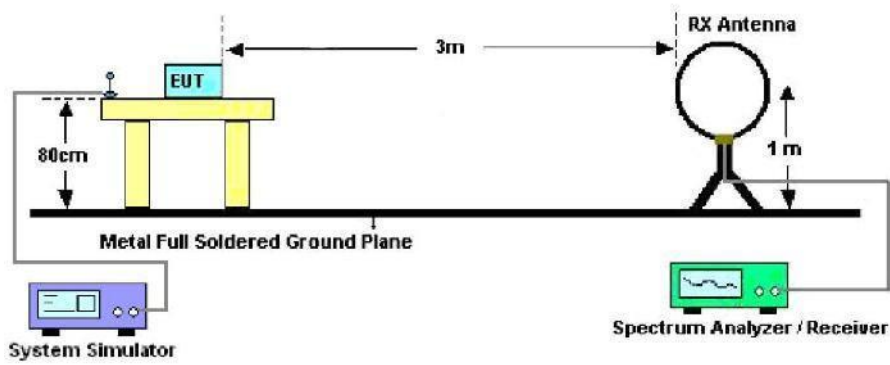 RX Antenna
3m
EUT
80cm
1 m
Metal Full Soldered Ground Plane
System Simulator
Spectrum Analyzer / Receiver